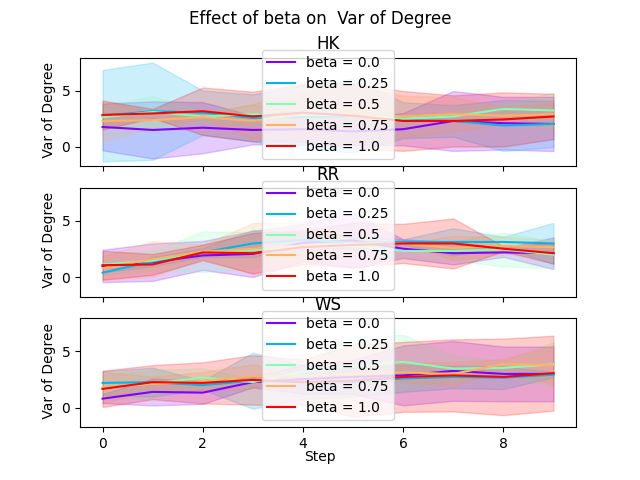 Effect of beta on  Var of Degree
HK
Var of Degree
5
0
beta = 0.0
beta = 0.25
beta = 0.5
beta = 0.75
beta = 1.0
RR
Var of Degree
5
0
beta = 0.0
beta = 0.25
beta = 0.5
beta = 0.75
beta = 1.0
WS
Var of Degree
5
0
beta = 0.0
beta = 0.25
beta = 0.5
beta = 0.75
beta = 1.0
0 2 4 6 8
Step